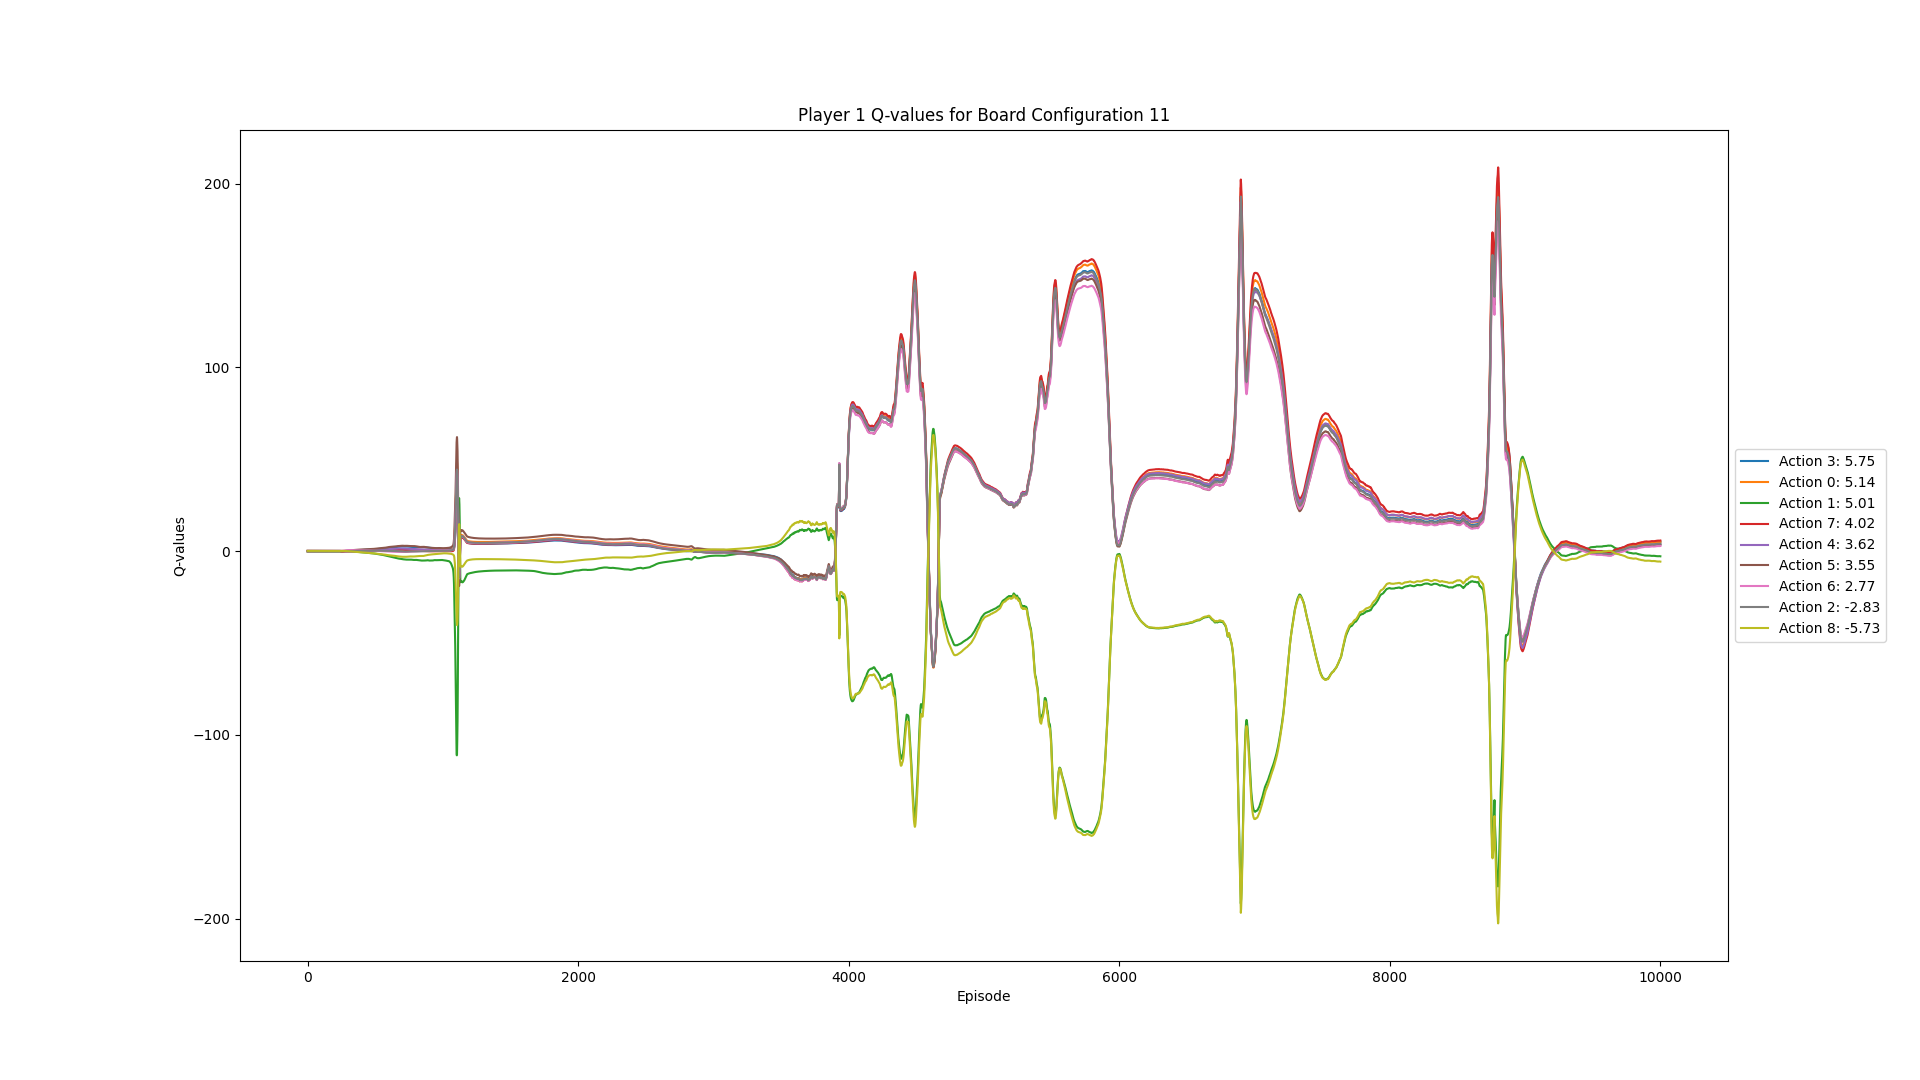 Player 1 Q-values for Board Configuration 11
Q-values
200
100
0
−100
−200
0
2000
4000
6000
8000
10000
Episode
Action 3: 5.75
Action 0: 5.14
Action 1: 5.01
Action 7: 4.02
Action 4: 3.62
Action 5: 3.55
Action 6: 2.77
Action 2: -2.83
Action 8: -5.73